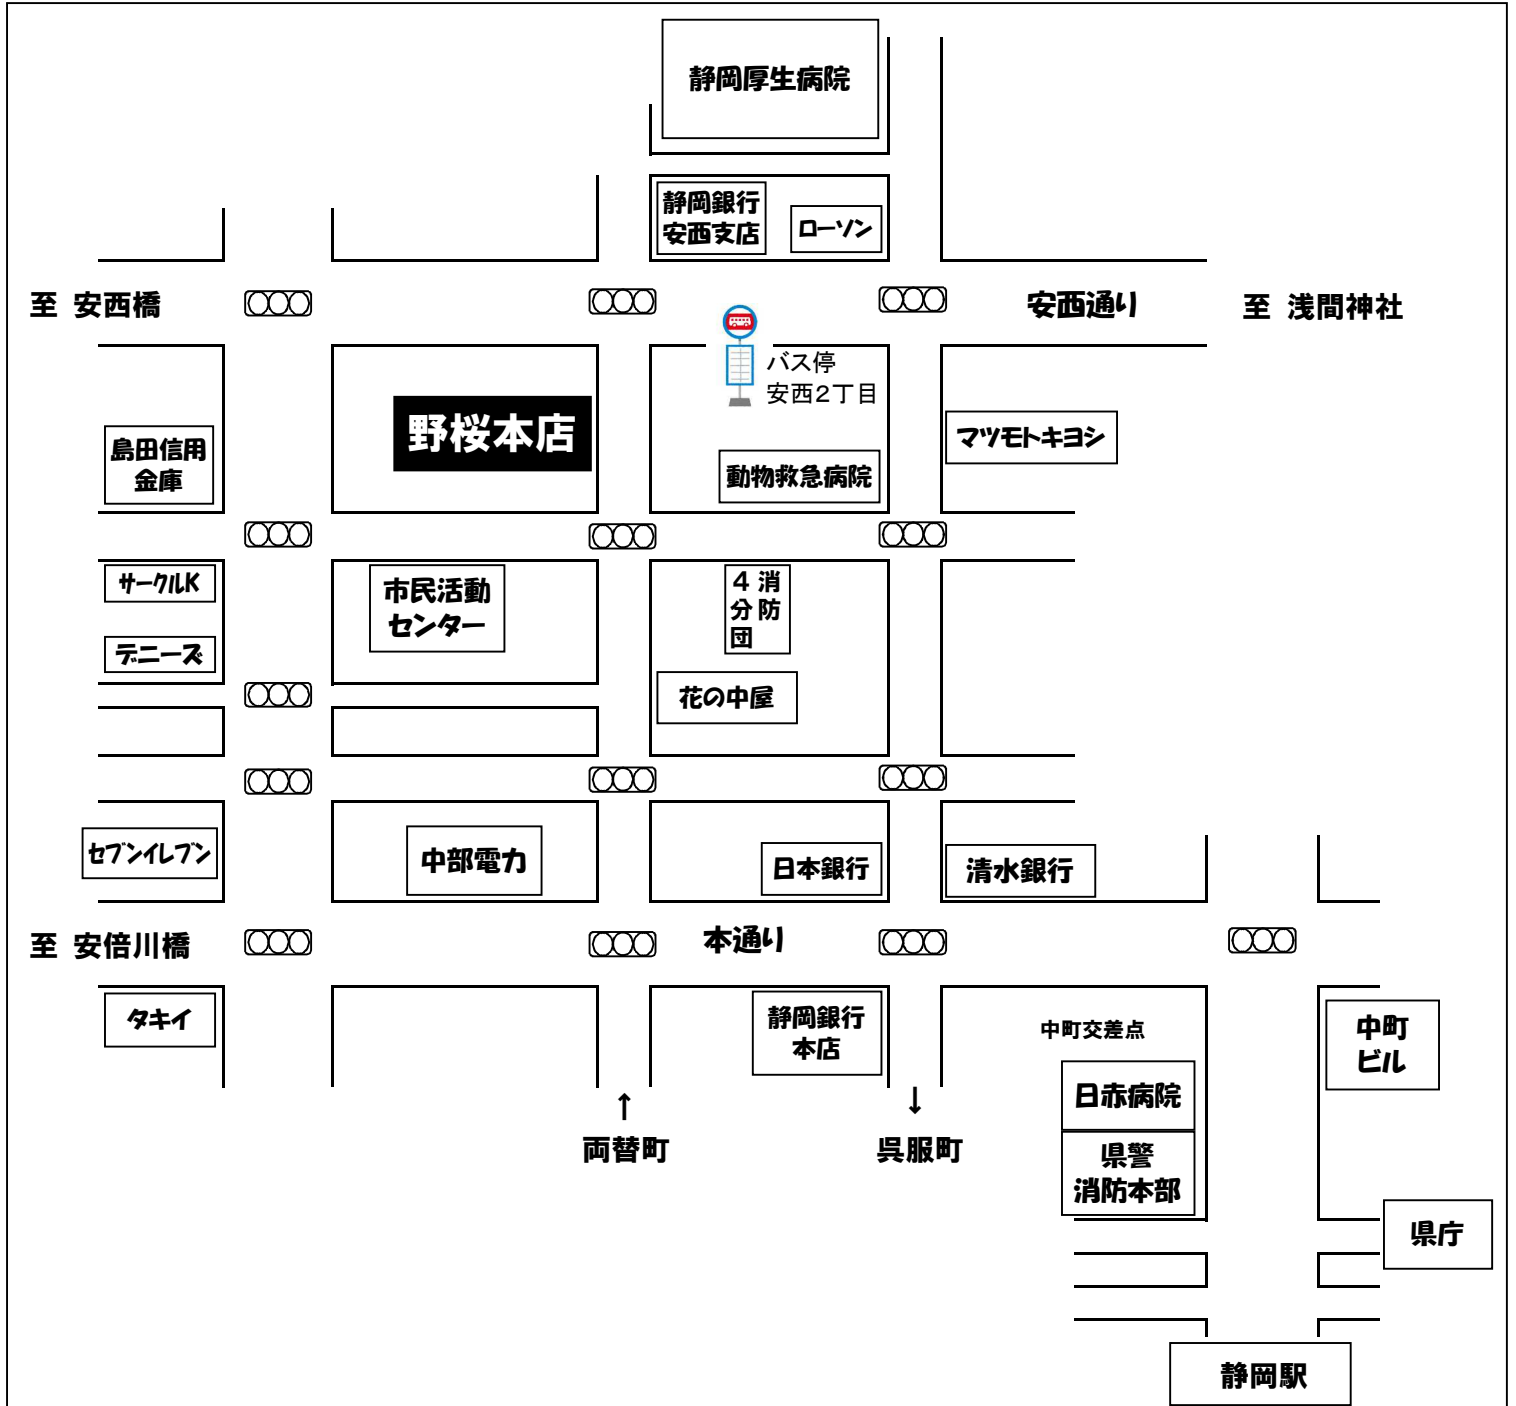 静岡厚生病院
静岡銀行
安西支店
ローソン
至 安西橋
安西通り
至 浅間神社
バス停
安西2丁目
野桜本店
マツモトキヨシ
島田信用
金庫
動物救急病院
サークルK
市民活動
センター
消防団
4分
デニーズ
花の中屋
セブンイレブン
中部電力
日本銀行
清水銀行
至 安倍川橋
本通り
タキイ
静岡銀行
本店
中町交差点
中町
ビル
日赤病院
↑
両替町
↓
呉服町
県警
消防本部
県庁
静岡駅